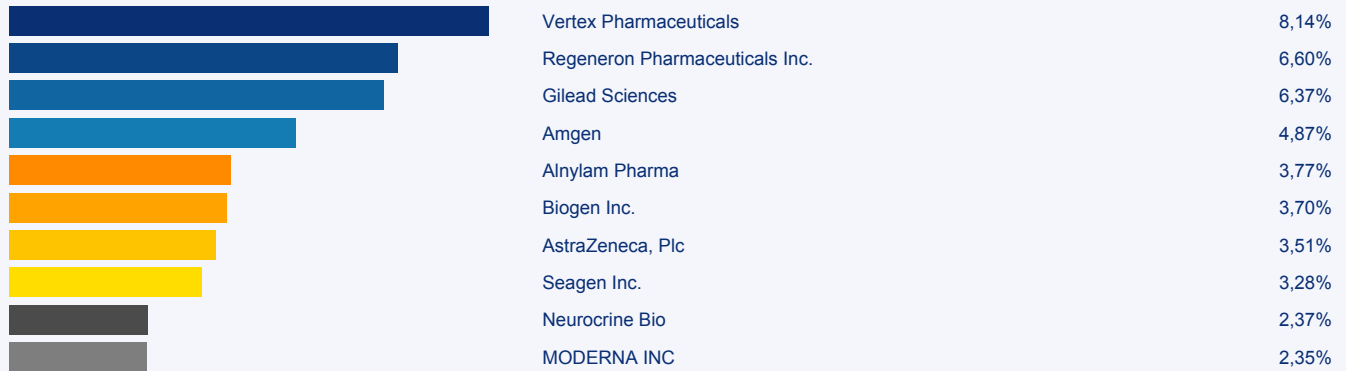 Vertex Pharmaceuticals 8,14%
Regeneron Pharmaceuticals Inc. 6,60%
Gilead Sciences 6,37%
Amgen 4,87%
Alnylam Pharma 3,77%
Biogen Inc. 3,70%
AstraZeneca, Plc 3,51%
Seagen Inc. 3,28%
Neurocrine Bio 2,37%
MODERNA INC 2,35%